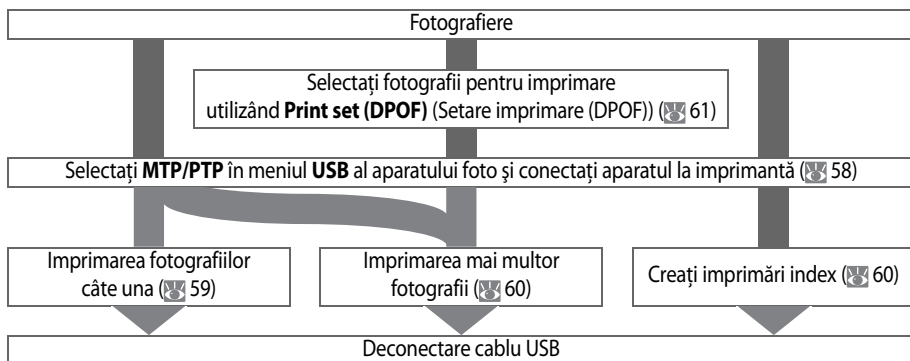 Fotografiere
Selectați fotografii pentru imprimare
utilizând Print set (DPOF) (Setare imprimare (DPOF)) ( 61)
Selectați MTP/PTP în meniul USB al aparatului foto şi conectați aparatul la imprimantă ( 58)
Imprimarea fotografiilor
câte una ( 59)
Imprimarea mai multor
fotografii ( 60)
Creați imprimări index ( 60)
Deconectare cablu USB